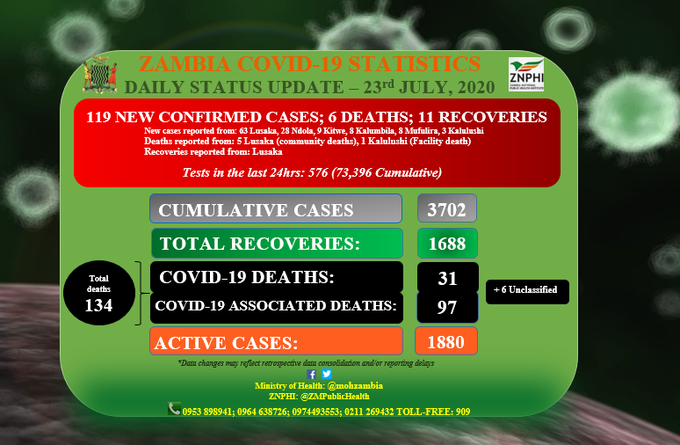 ZAMBIA COVID-19 STATISTICS
DAILY STATUS UPDATE – 23rd JULY, 2020
ZNPHI
119 NEW CONFIRMED CASES; 6 DEATHS; 11 RECOVERIES
New cases reported from: 63 Lusaka, 28 Ndola, 9 Kitwe, 8 Kalumbila, 8 Mufulira, 3 Kalulushi
Deaths reported from: 5 Lusaka (community deaths), 1 Kalulushi (Facility death)
Recoveries reported from: Lusaka
Tests in the last 24hrs: 576 (73,396 Cumulative)
CUMULATIVE CASES 3702
TOTAL RECOVERIES: 1688
Total
deaths
134
COVID-19 DEATHS: 31
COVID-19 ASSOCIATED DEATHS: 97
+ 6 Unclassified
ACTIVE CASES: 1880
*Data changes may reflect retrospective data consolidation and/or reporting delays
Ministry of Health: @mohzambia
ZNPHI: @ZMPublicHealth
0953 898941; 0964 638726; 0974493553; 0211 269432 TOLL-FREE: 909